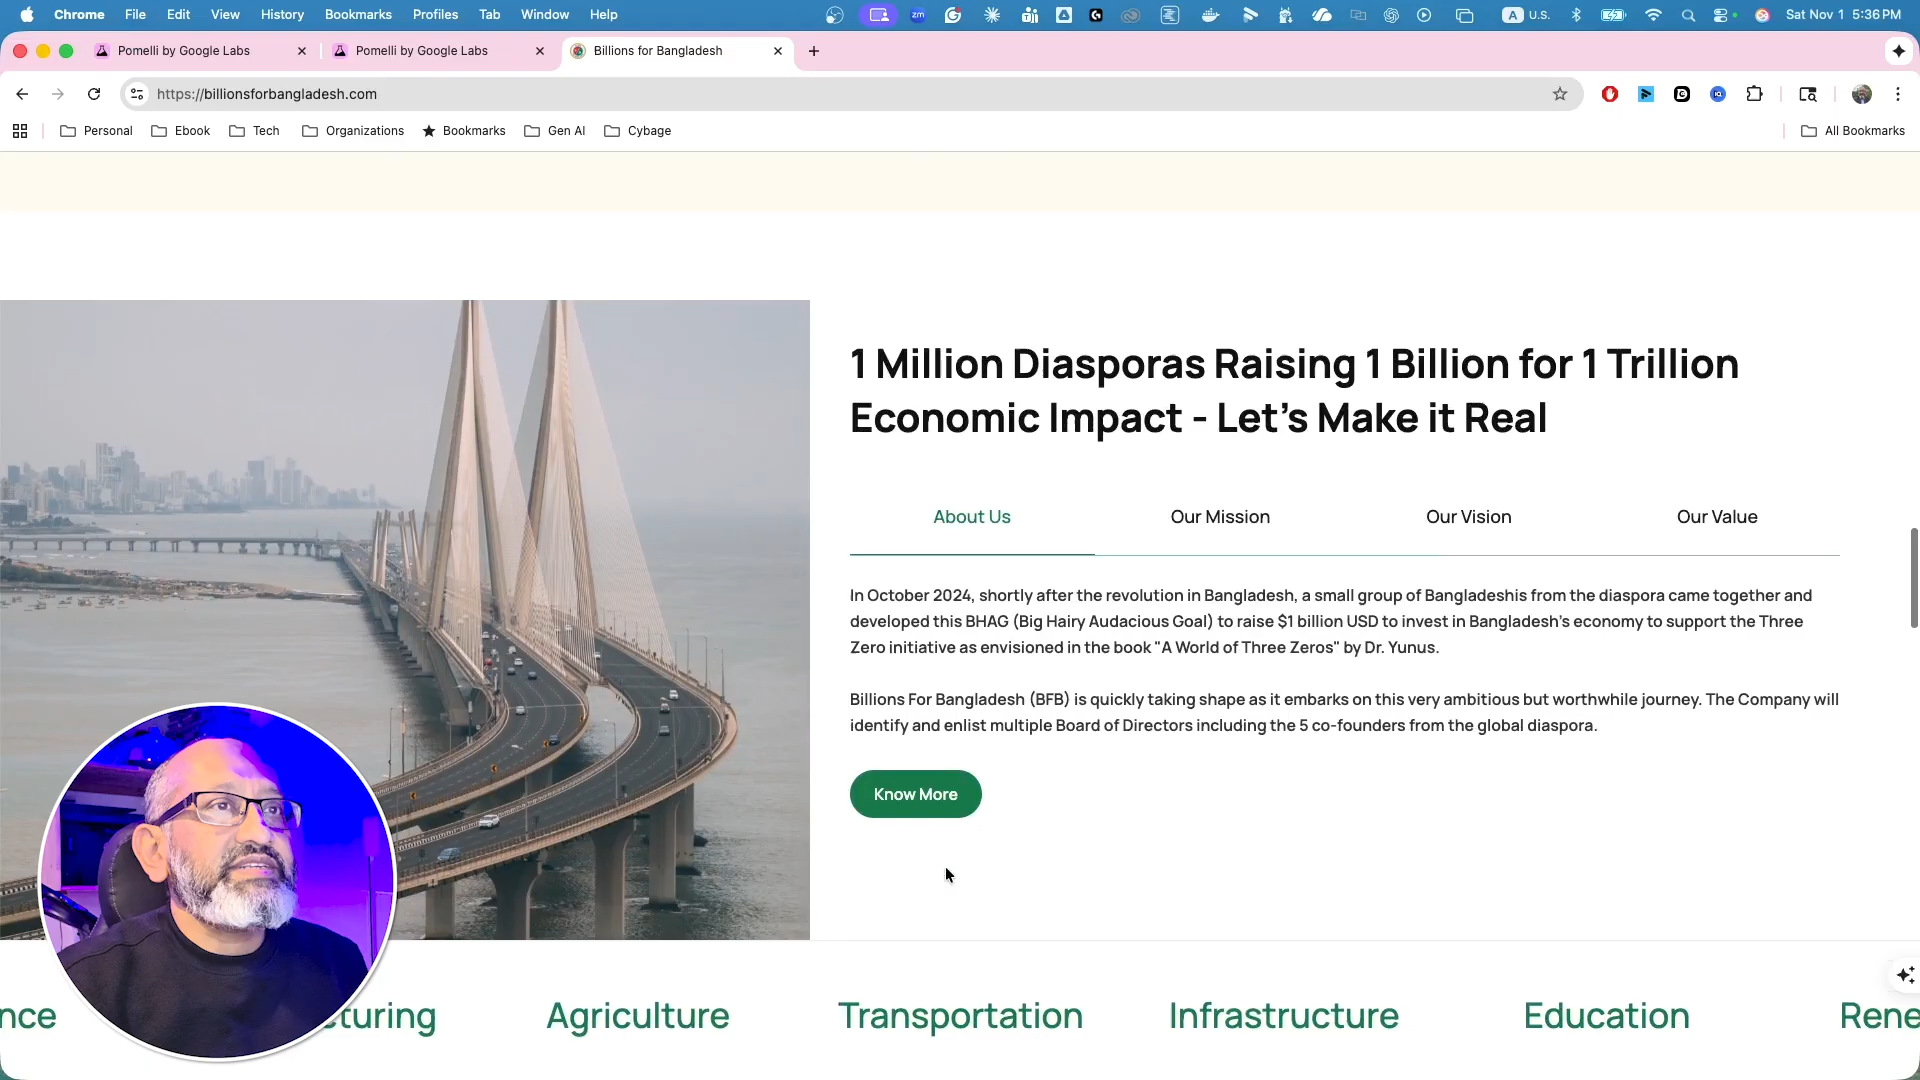 Chrome File Edit View History Bookmarks Profiles Tab Window Help
zm A U.S. Sat Nov 1 5:36 PM
Pomelli by Google Labs
Pomelli by Google Labs
Billions for Bangladesh
https://billionsforbangladesh.com
Personal Ebook Tech Organizations Bookmarks Gen AI Cybage All Bookmarks
1 Million Diasporas Raising 1 Billion for 1 Trillion
Economic Impact - Let's Make it Real
About Us Our Mission Our Vision Our Value
In October 2024, shortly after the revolution in Bangladesh, a small group of Bangladeshis from the diaspora came together and
developed this BHAG (Big Hairy Audacious Goal) to raise $1 billion USD to invest in Bangladesh's economy to support the Three
Zero initiative as envisioned in the book "A World of Three Zeros" by Dr. Yunus.
Billions For Bangladesh (BFB) is quickly taking shape as it embarks on this very ambitious but worthwhile journey. The Company will
identify and enlist multiple Board of Directors including the 5 co-founders from the global diaspora.
Know More
nce turing Agriculture Transportation Infrastructure Education Rene